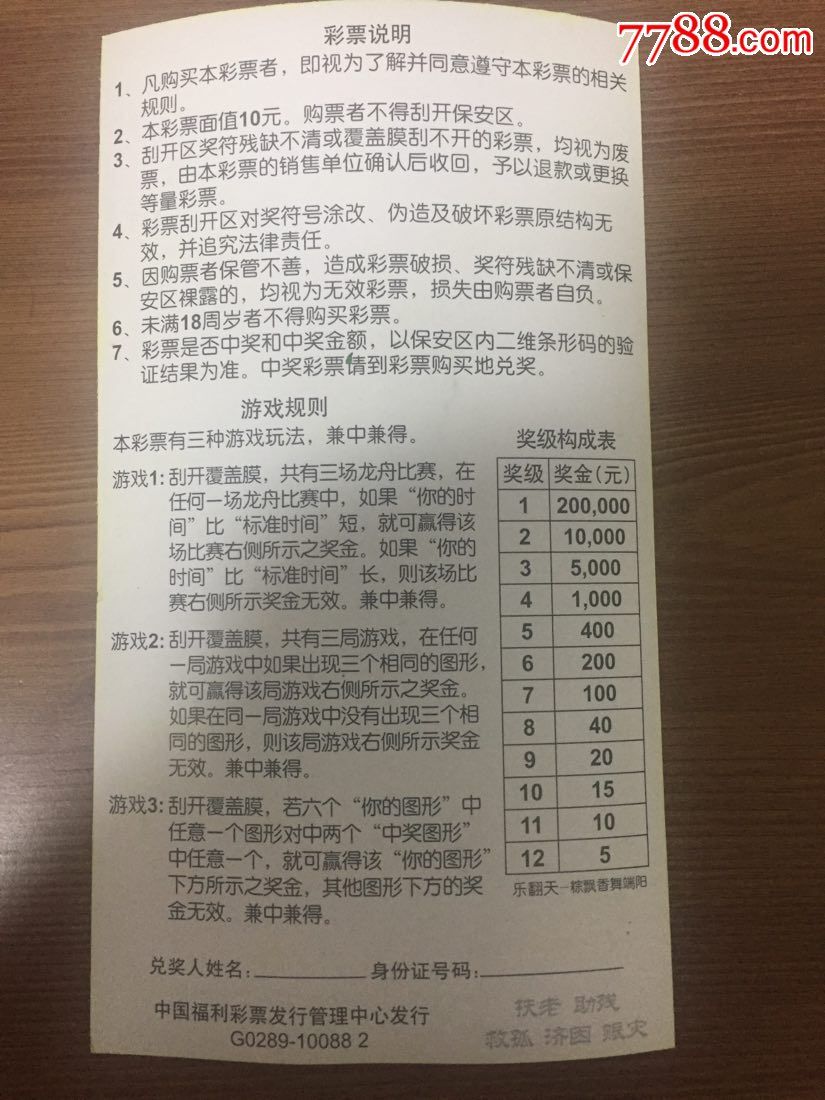 7788.com
彩票说明
1、凡购买本彩票者，即视为了解并同意遵守本彩票的相关
规则。
2、本彩票面值10元。购票者不得刮开保安区。
3、刮开区奖符残缺不清或覆盖膜刮不开的彩票，均视为废
票，由本彩票的销售单位确认后收回，予以退款或更换
等量彩票。
4、彩票刮开区对奖符号涂改、伪造及破坏彩票原结构无
效，并追究法律责任。
5、因购票者保管不善，造成彩票破损、奖符残缺不清或保
安区裸露的，均视为无效彩票，损失由购票者自负。
6、未满18周岁者不得购买彩票。
7、彩票是否中奖和中奖金额，以保安区内二维条形码的验
证结果为准。中奖彩票请到彩票购买地兑奖。
游戏规则
本彩票有三种游戏玩法，兼中兼得。
游戏1:刮开覆盖膜，共有三场龙舟比赛，在
任何一场龙舟比赛中，如果“你的时
间”比“标准时间”短，就可赢得该
场比赛右侧所示之奖金。如果“你的
时间”比“标准时间”长，则该场比
赛右侧所示奖金无效。兼中兼得。
游戏2:刮开覆盖膜，共有三局游戏，在任何
一局游戏中如果出现三个相同的图形，
就可赢得该局游戏右侧所示之奖金。
如果在同一局游戏中没有出现三个相
同的图形，则该局游戏右侧所示奖金
无效。兼中兼得。
游戏3:刮开覆盖膜，若六个“你的图形”中
任意一个图形对中两个“中奖图形”
中任意一个，就可赢得该“你的图形”
下方所示之奖金，其他图形下方的奖
金无效。兼中兼得。
奖级构成表
奖级 奖金(元)
1 200,000
2 10,000
3 5,000
4 1,000
5 400
6 200
7 100
8 40
9 20
10 15
11 10
12 5
乐翻天—粽飘香舞端阳
兑奖人姓名：__________ 身份证号码：__________
中国福利彩票发行管理中心发行
G0289-10088 2
扶老 助残
救孤 济困 赈灾